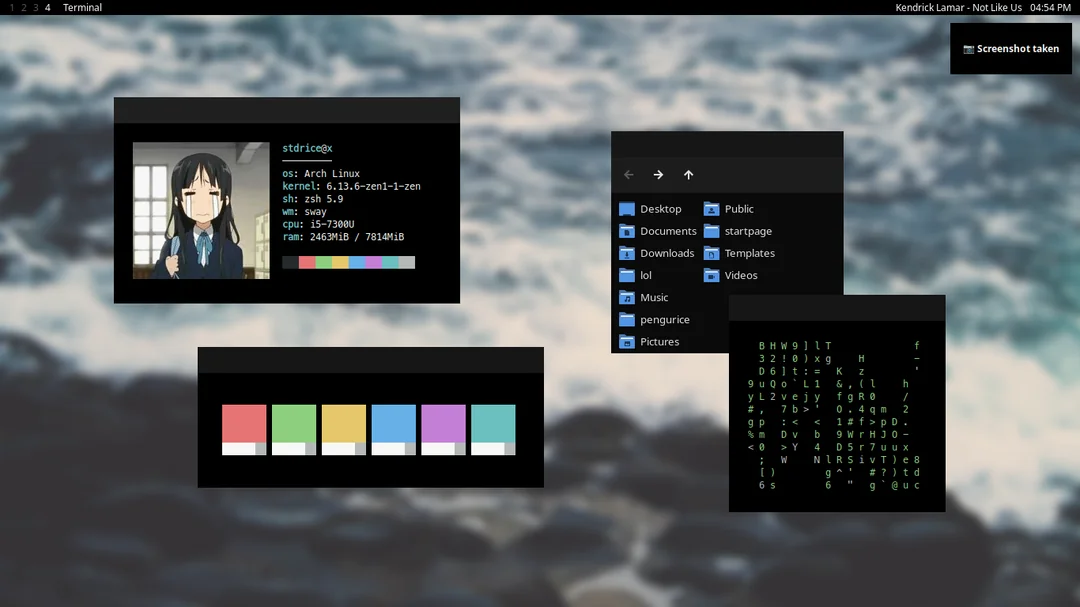 1 2 3 4 Terminal
Kendrick Lamar - Not Like Us 04:54 PM
📷 Screenshot taken
stdrice@x
os: Arch Linux
kernel: 6.13.6-zen1-1-zen
sh: zsh 5.9
wm: sway
cpu: i5-7300U
ram: 2463MiB / 7814MiB
Desktop
Documents
Downloads
lol
Music
pengurice
Pictures
Public
startpage
Templates
Videos
B H W 9 ] l T f
3 2 ! 0 ) x g H -
D 6 ] t : = K z '
9 u Q o ` L 1 & , ( l h
y L 2 v e j y f g R 0 /
# , 7 b > ' O . 4 q m 2
g p : < < 1 # f > p D .
% m D v b 9 W r H J O -
< 0 > Y 4 D 5 r 7 u u x
; W N l R S i v T ) e 8
[ ) g ^ ' # ? ) t d
6 s 6 " g ` @ u c